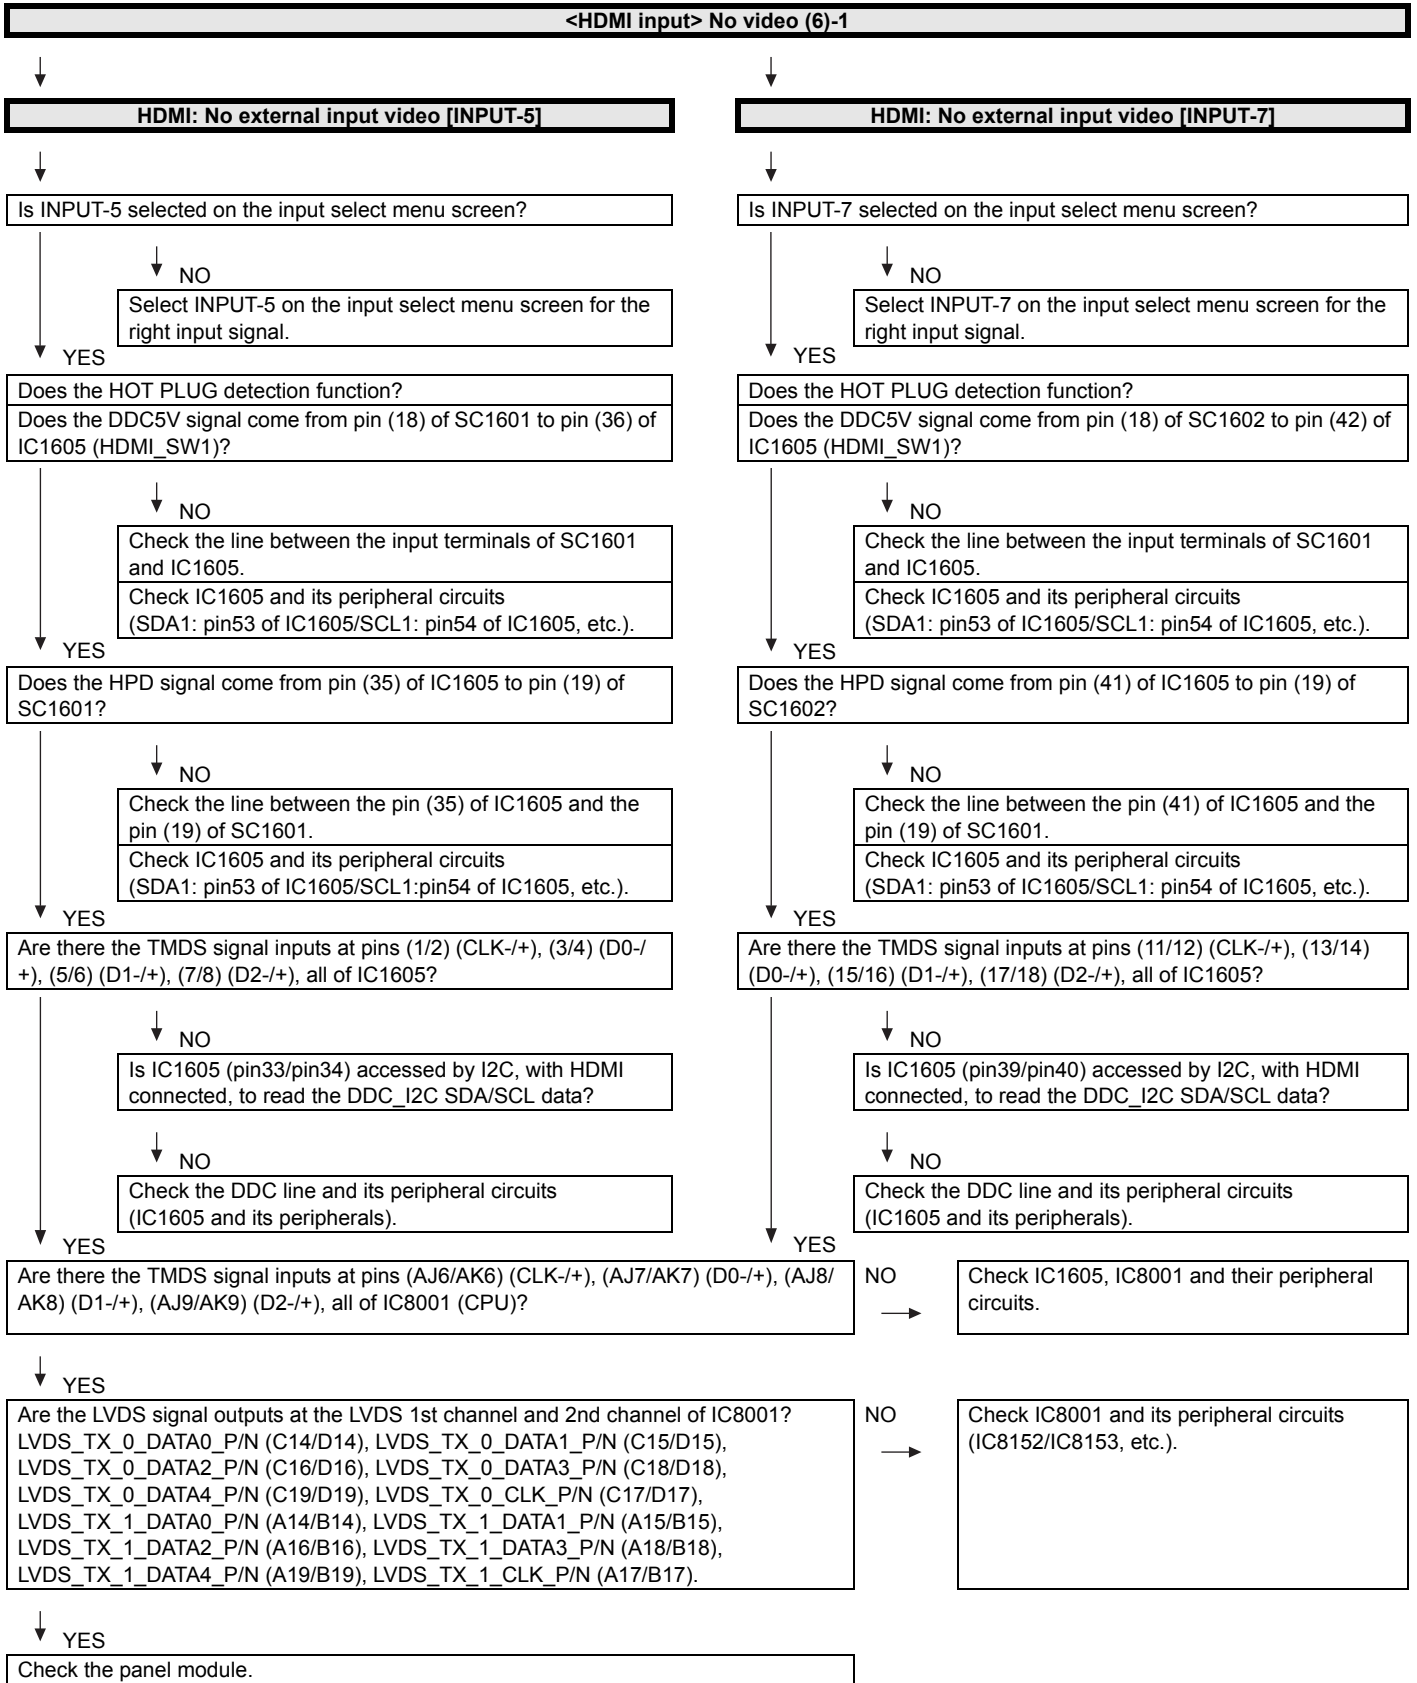 <HDMI input> No video (6)-1
HDMI: No external input video [INPUT-5]
Is INPUT-5 selected on the input select menu screen?
NO
Select INPUT-5 on the input select menu screen for the
right input signal.
YES
Does the HOT PLUG detection function?
Does the DDC5V signal come from pin (18) of SC1601 to pin (36) of
IC1605 (HDMI_SW1)?
NO
Check the line between the input terminals of SC1601
and IC1605.
Check IC1605 and its peripheral circuits
(SDA1: pin53 of IC1605/SCL1: pin54 of IC1605, etc.).
YES
Does the HPD signal come from pin (35) of IC1605 to pin (19) of
SC1601?
NO
Check the line between the pin (35) of IC1605 and the
pin (19) of SC1601.
Check IC1605 and its peripheral circuits
(SDA1: pin53 of IC1605/SCL1:pin54 of IC1605, etc.).
YES
Are there the TMDS signal inputs at pins (1/2) (CLK-/+), (3/4) (D0-/
+), (5/6) (D1-/+), (7/8) (D2-/+), all of IC1605?
NO
Is IC1605 (pin33/pin34) accessed by I2C, with HDMI
connected, to read the DDC_I2C SDA/SCL data?
NO
Check the DDC line and its peripheral circuits
(IC1605 and its peripherals).
YES
HDMI: No external input video [INPUT-7]
Is INPUT-7 selected on the input select menu screen?
NO
Select INPUT-7 on the input select menu screen for the
right input signal.
YES
Does the HOT PLUG detection function?
Does the DDC5V signal come from pin (18) of SC1602 to pin (42) of
IC1605 (HDMI_SW1)?
NO
Check the line between the input terminals of SC1601
and IC1605.
Check IC1605 and its peripheral circuits
(SDA1: pin53 of IC1605/SCL1: pin54 of IC1605, etc.).
YES
Does the HPD signal come from pin (41) of IC1605 to pin (19) of
SC1602?
NO
Check the line between the pin (41) of IC1605 and the
pin (19) of SC1601.
Check IC1605 and its peripheral circuits
(SDA1: pin53 of IC1605/SCL1: pin54 of IC1605, etc.).
YES
Are there the TMDS signal inputs at pins (11/12) (CLK-/+), (13/14)
(D0-/+), (15/16) (D1-/+), (17/18) (D2-/+), all of IC1605?
NO
Is IC1605 (pin39/pin40) accessed by I2C, with HDMI
connected, to read the DDC_I2C SDA/SCL data?
NO
Check the DDC line and its peripheral circuits
(IC1605 and its peripherals).
YES
Are there the TMDS signal inputs at pins (AJ6/AK6) (CLK-/+), (AJ7/AK7) (D0-/+), (AJ8/
AK8) (D1-/+), (AJ9/AK9) (D2-/+), all of IC8001 (CPU)?
NO
Check IC1605, IC8001 and their peripheral
circuits.
YES
Are the LVDS signal outputs at the LVDS 1st channel and 2nd channel of IC8001?
LVDS_TX_0_DATA0_P/N (C14/D14), LVDS_TX_0_DATA1_P/N (C15/D15),
LVDS_TX_0_DATA2_P/N (C16/D16), LVDS_TX_0_DATA3_P/N (C18/D18),
LVDS_TX_0_DATA4_P/N (C19/D19), LVDS_TX_0_CLK_P/N (C17/D17),
LVDS_TX_1_DATA0_P/N (A14/B14), LVDS_TX_1_DATA1_P/N (A15/B15),
LVDS_TX_1_DATA2_P/N (A16/B16), LVDS_TX_1_DATA3_P/N (A18/B18),
LVDS_TX_1_DATA4_P/N (A19/B19), LVDS_TX_1_CLK_P/N (A17/B17).
NO
Check IC8001 and its peripheral circuits
(IC8152/IC8153, etc.).
YES
Check the panel module.